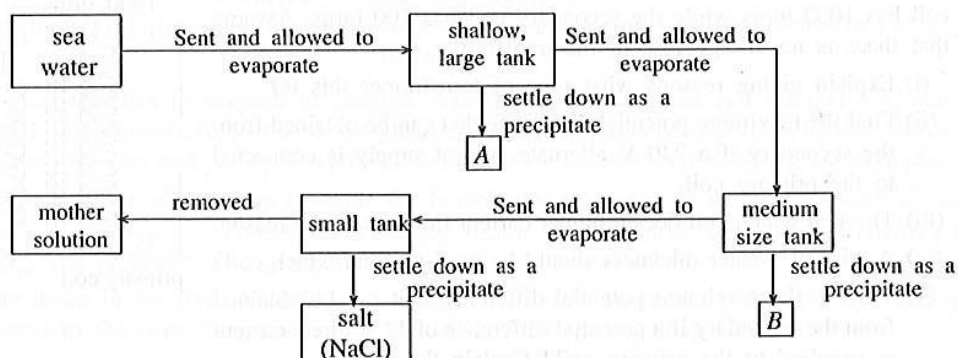 sea
water
Sent and allowed to
evaporate
shallow,
large tank
Sent and allowed to
evaporate
settle down as a
precipitate
A
mother
solution
removed
small tank
Sent and allowed to
evaporate
medium
size tank
settle down as a
precipitate
salt
(NaCl)
settle down as a
precipitate
B